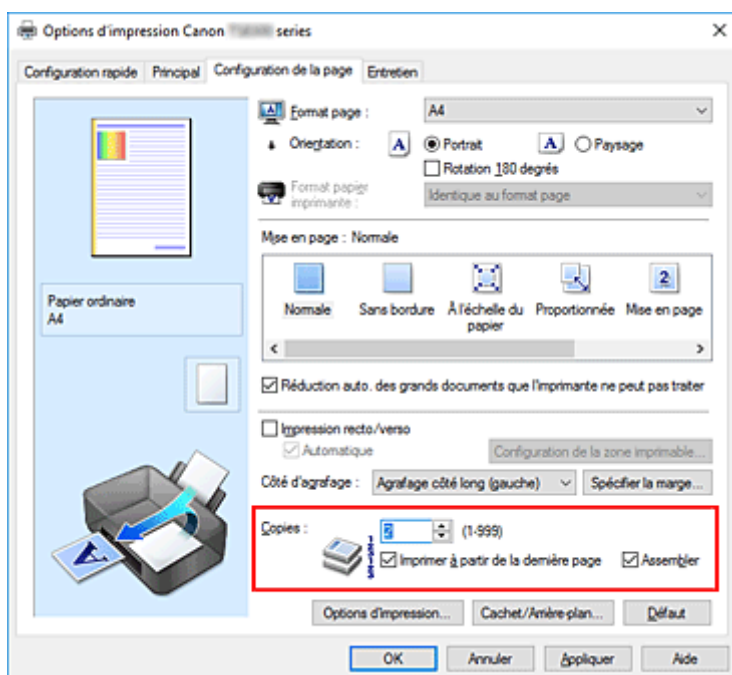 Options d'impression Canon series
Configuration rapide Principal Configuration de la page Entretien
Format page : A4
Orientation : A Portrait A Paysage
Rotation 180 degrés
Format papier imprimante : Identique au format page
Mise en page : Normale
Normale Sans bordure À l'échelle du papier Proportionnée Mise en page
2
Papier ordinaire
A4
Réduction auto. des grands documents que l'imprimante ne peut pas traiter
Impression recto/verso
Automatique Configuration de la zone imprimable...
Côté d'agrafage : Agrafage côté long (gauche) Spécifier la marge...
Copies : 2 (1-999)
Imprimer à partir de la dernière page Assembler
A
Options d'impression... Cachet/Arrière-plan... Défaut
OK Annuler Appliquer Aide